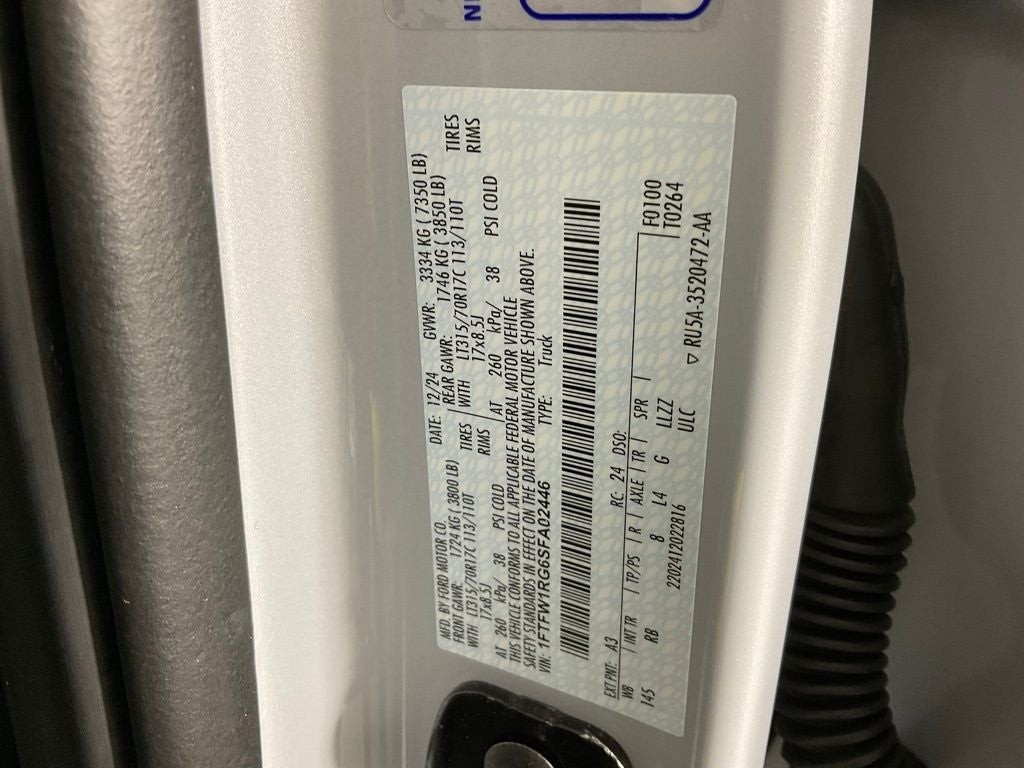 MFD. BY FORD MOTOR CO. DATE: 12/24 GVWR: 3334 KG ( 7350 LB)
FRONT GAWR: 1724 KG ( 3800 LB) REAR GAWR: 1746 KG ( 3850 LB)
WITH LT315/70R17C 113/110T TIRES WITH LT315/70R17C 113/110T TIRES
17x8.5J RIMS 17x8.5J RIMS
AT 260 kPa/ 38 PSI COLD AT 260 kPa/ 38 PSI COLD
THIS VEHICLE CONFORMS TO ALL APPLICABLE FEDERAL MOTOR VEHICLE
SAFETY STANDARDS IN EFFECT ON THE DATE OF MANUFACTURE SHOWN ABOVE.
VIN: 1FTFW1RG6SFA02446 TYPE: Truck
EXT PNT: A3 RC: 24 DSO: F0100
WB INT TR TP/PS R AXLE TR SPR T0264
145 RB 8 L4 G LLZZ
2202412022816 ULC
RU5A-3520472-AA